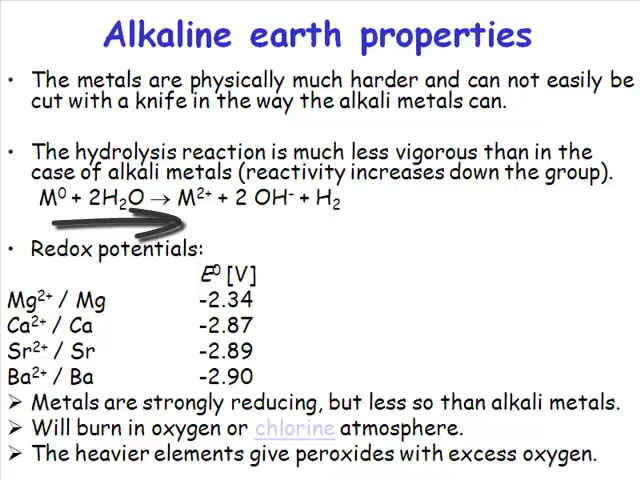 Alkaline earth properties
• The metals are physically much harder and can not easily be
cut with a knife in the way the alkali metals can.
• The hydrolysis reaction is much less vigorous than in the
case of alkali metals (reactivity increases down the group).
M⁰ + 2H₂O → M²⁺ + 2 OH⁻ + H₂
• Redox potentials:
E⁰ [V]
Mg²⁺ / Mg -2.34
Ca²⁺ / Ca -2.87
Sr²⁺ / Sr -2.89
Ba²⁺ / Ba -2.90
➢ Metals are strongly reducing, but less so than alkali metals.
➢ Will burn in oxygen or chlorine atmosphere.
➢ The heavier elements give peroxides with excess oxygen.